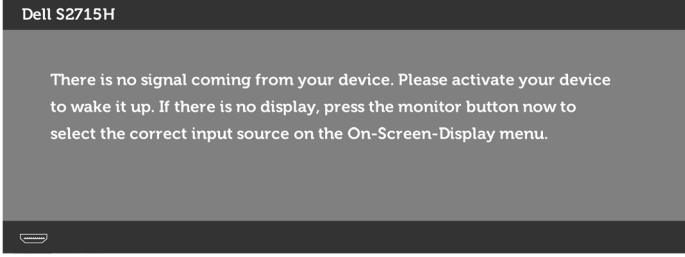 Dell S2715H
There is no signal coming from your device. Please activate your device
to wake it up. If there is no display, press the monitor button now to
select the correct input source on the On-Screen-Display menu.